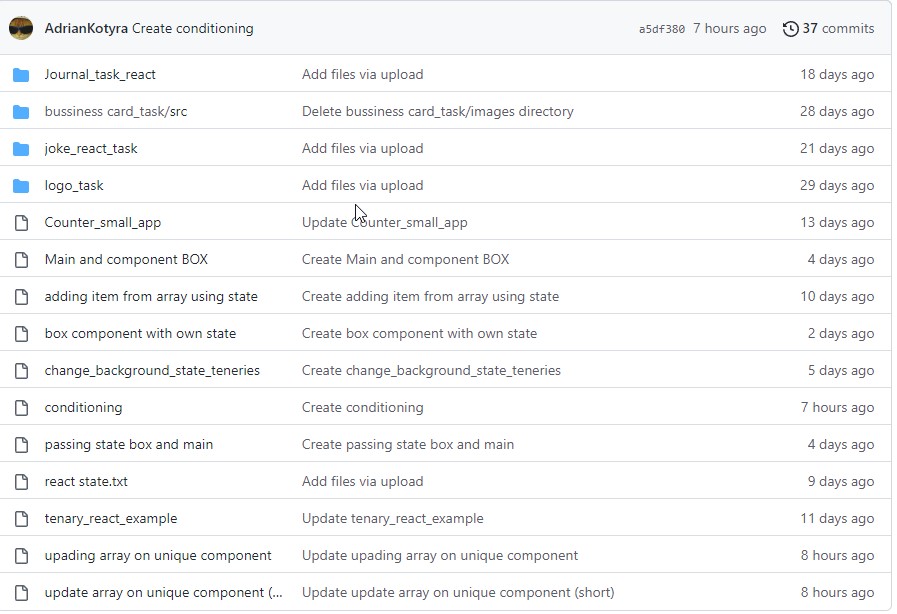 AdrianKotyra Create conditioning a5df380 7 hours ago 37 commits
Journal_task_react Add files via upload 18 days ago
bussiness card_task/src Delete bussiness card_task/images directory 28 days ago
joke_react_task Add files via upload 21 days ago
logo_task Add files via upload 29 days ago
Counter_small_app Update Counter_small_app 13 days ago
Main and component BOX Create Main and component BOX 4 days ago
adding item from array using state Create adding item from array using state 10 days ago
box component with own state Create box component with own state 2 days ago
change_background_state_teneries Create change_background_state_teneries 5 days ago
conditioning Create conditioning 7 hours ago
passing state box and main Create passing state box and main 4 days ago
react state.txt Add files via upload 9 days ago
tenary_react_example Update tenary_react_example 11 days ago
upading array on unique component Update upading array on unique component 8 hours ago
update array on unique component (... Update update array on unique component (short) 8 hours ago